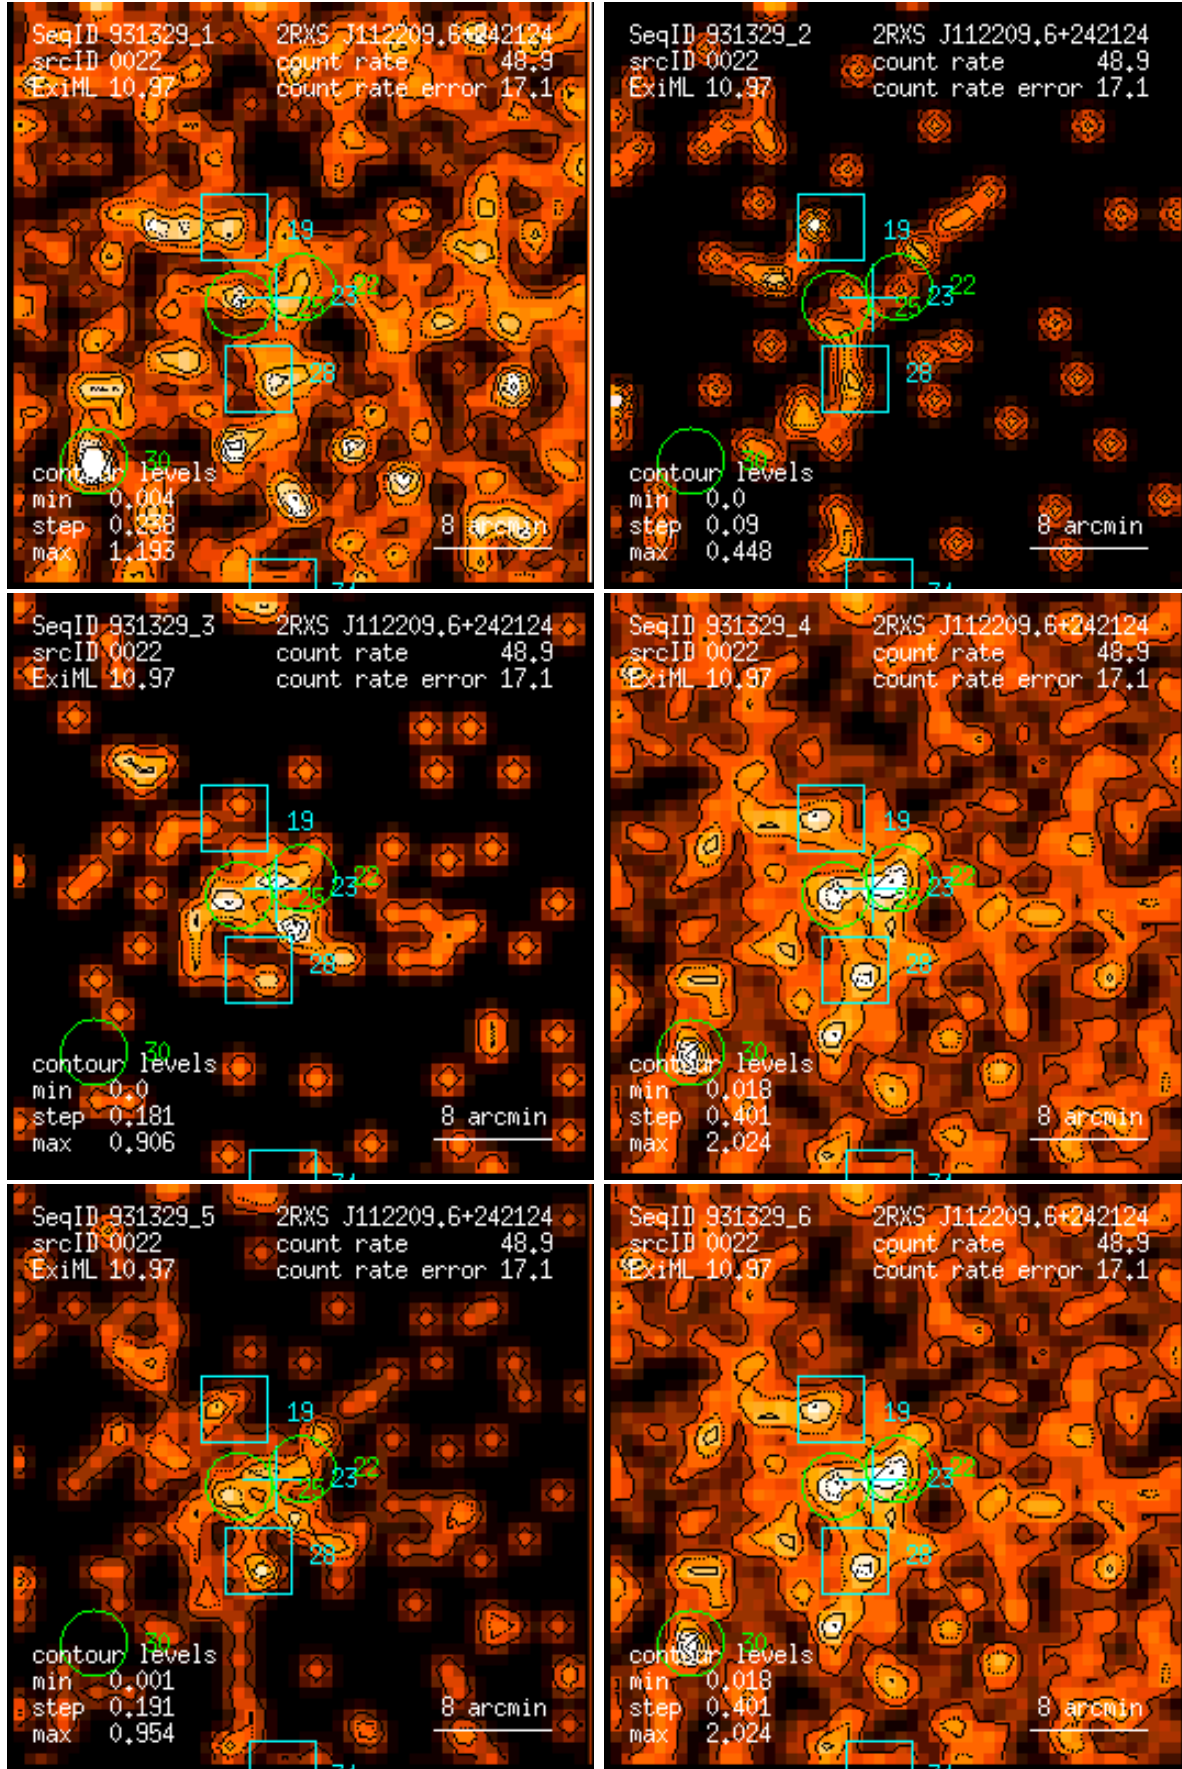 SeqID 931329_1 2RXS J112209.6+242124
srcID 0022 count rate 48.9
ExiML 10.97 count rate error 17.1
19
23 22
25
28
30
contour levels
min 0.004
step 0.238
max 1.193
8 arcmin
SeqID 931329_2 2RXS J112209.6+242124
srcID 0022 count rate 48.9
ExiML 10.97 count rate error 17.1
19
23 22
25
28
30
contour levels
min 0.0
step 0.09
max 0.448
8 arcmin
SeqID 931329_3 2RXS J112209.6+242124
srcID 0022 count rate 48.9
ExiML 10.97 count rate error 17.1
19
23 22
25
28
30
contour levels
min 0.0
step 0.181
max 0.906
8 arcmin
SeqID 931329_4 2RXS J112209.6+242124
srcID 0022 count rate 48.9
ExiML 10.97 count rate error 17.1
19
23 22
28
30
contour levels
min 0.018
step 0.401
max 2.024
8 arcmin
SeqID 931329_5 2RXS J112209.6+242124
srcID 0022 count rate 48.9
ExiML 10.97 count rate error 17.1
19
23 22
25
28
30
contour levels
min 0.001
step 0.191
max 0.954
8 arcmin
SeqID 931329_6 2RXS J112209.6+242124
srcID 0022 count rate 48.9
ExiML 10.97 count rate error 17.1
19
23 22
28
30
contour levels
min 0.018
step 0.401
max 2.024
8 arcmin